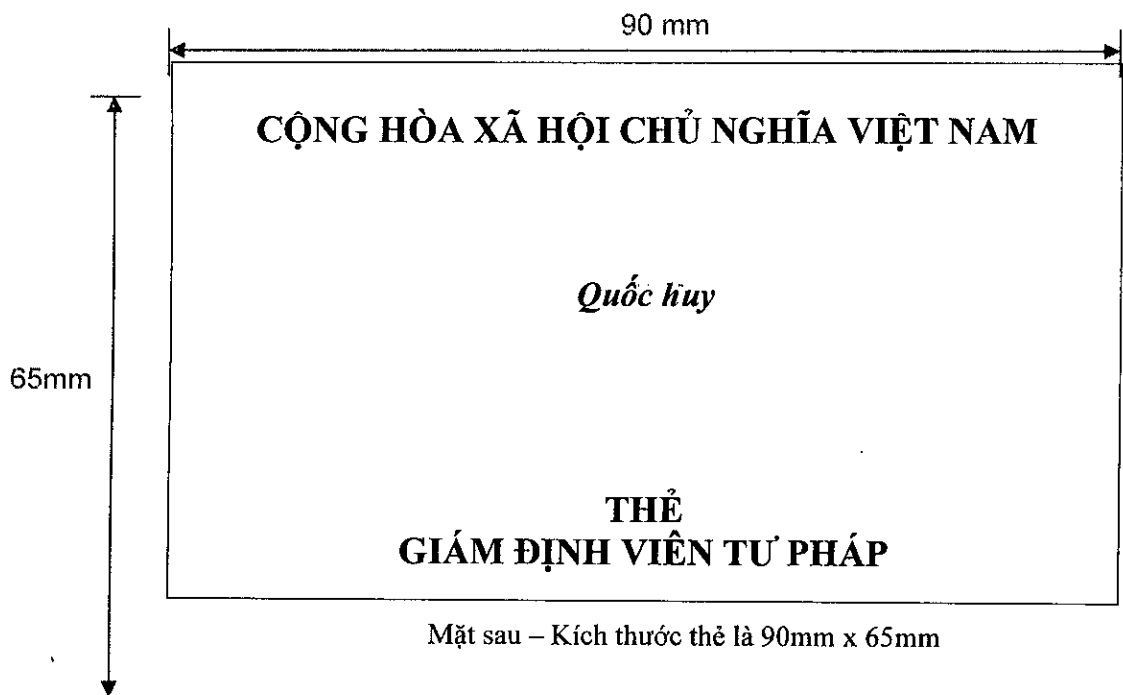 90 mm
CỘNG HÒA XÃ HỘI CHỦ NGHĨA VIỆT NAM
Quốc huy
65mm
THẺ
GIÁM ĐỊNH VIÊN TƯ PHÁP
Mặt sau – Kích thước thẻ là 90mm x 65mm